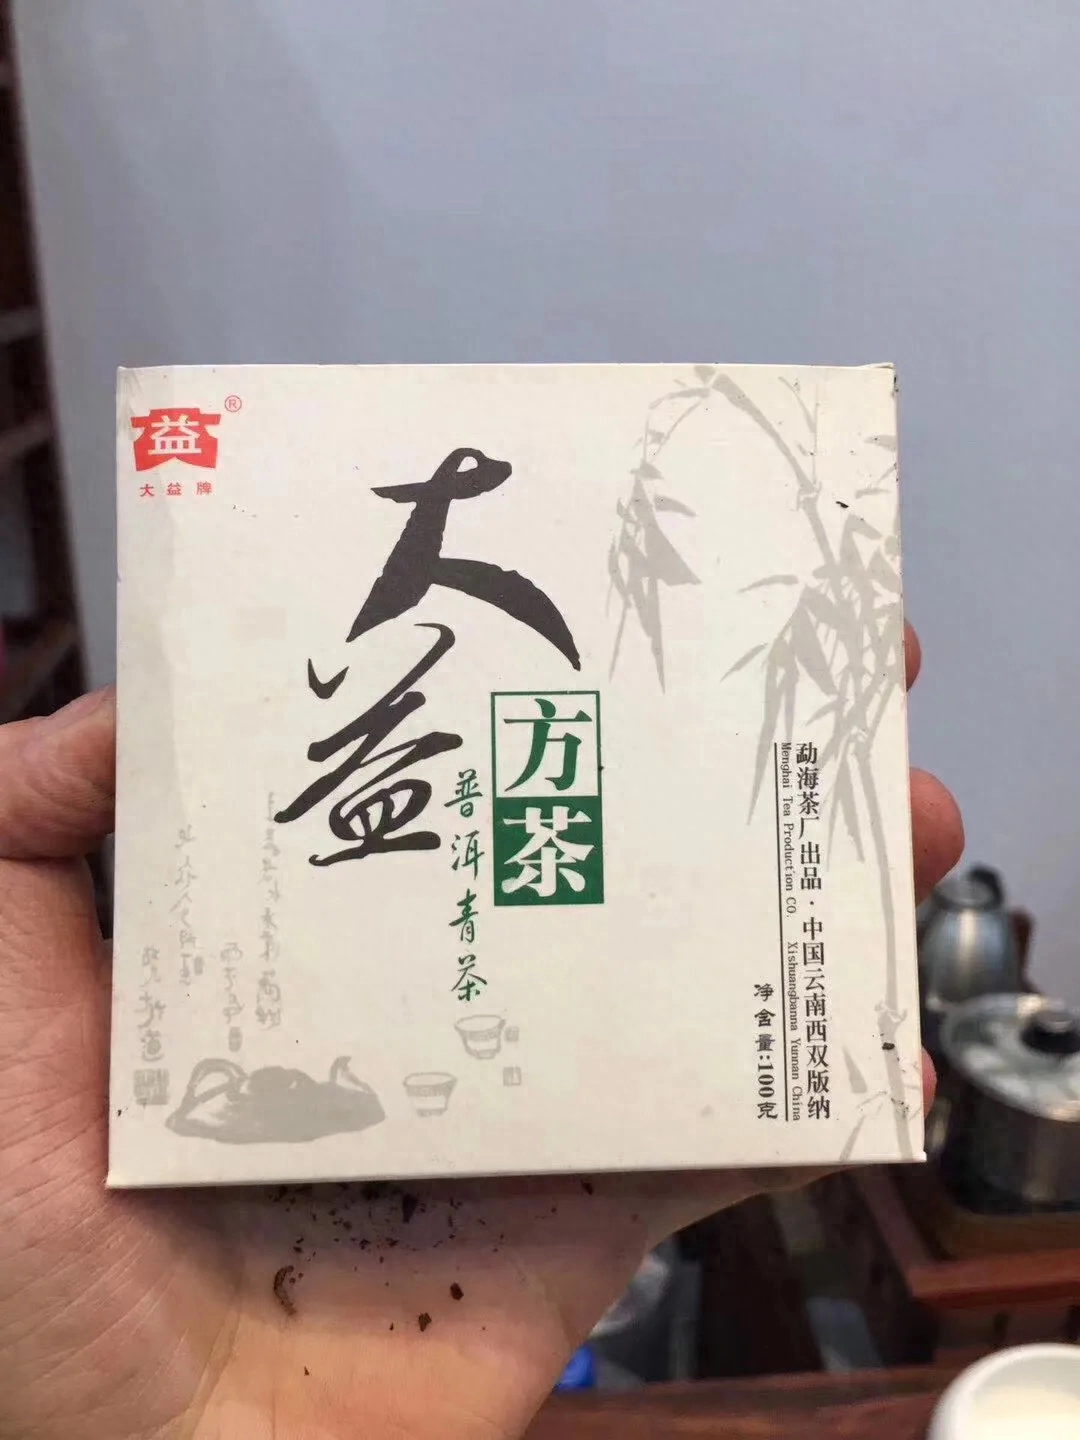 益®
大益牌
大益
方茶
普洱青茶
勐海茶厂出品·中国云南西双版纳
Menghai Tea Production CO. Xishuangbanna Yunnan China
净含量:100克